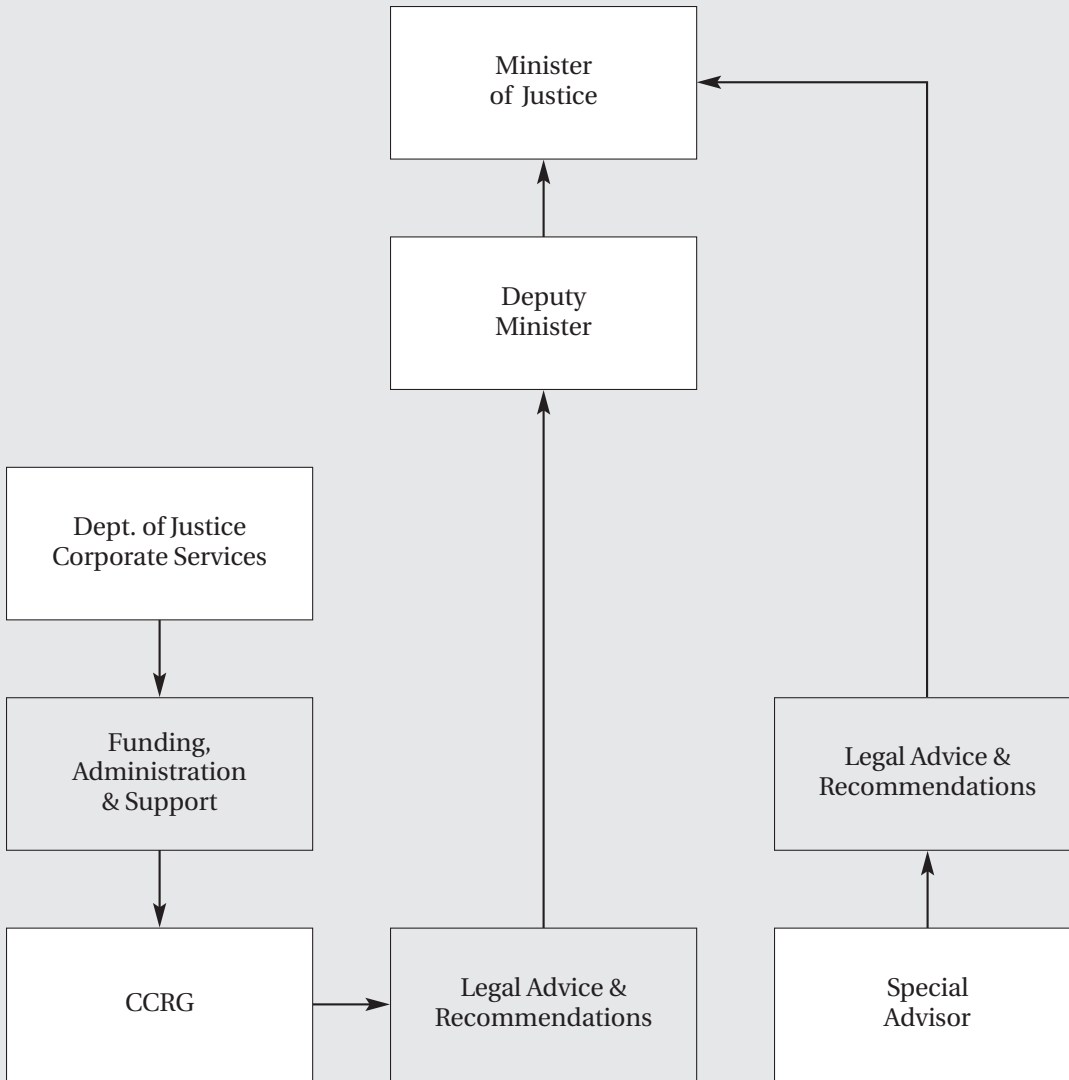 Minister
of Justice
Deputy
Minister
Dept. of Justice
Corporate Services
Funding,
Administration
& Support
Legal Advice &
Recommendations
CCRG
Legal Advice &
Recommendations
Special
Advisor